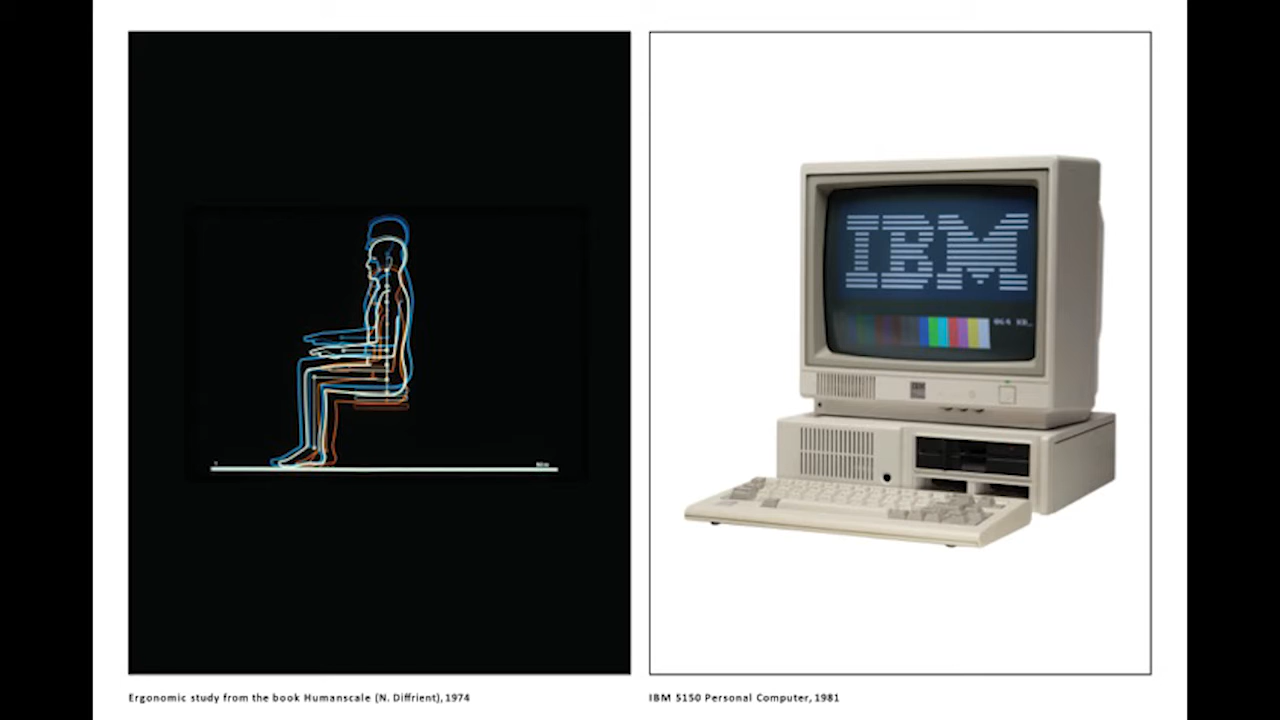 IBM
Ergonomic study from the book Humanscale (N. Diffrient), 1974
IBM 5150 Personal Computer, 1981